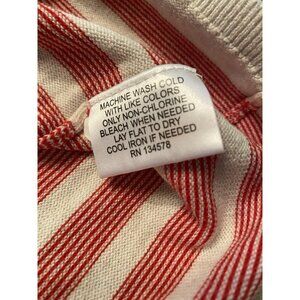 MACHINE WASH COLD
WITH LIKE COLORS
ONLY NON-CHLORINE
BLEACH WHEN NEEDED
LAY FLAT TO DRY
COOL IRON IF NEEDED
RN 134578